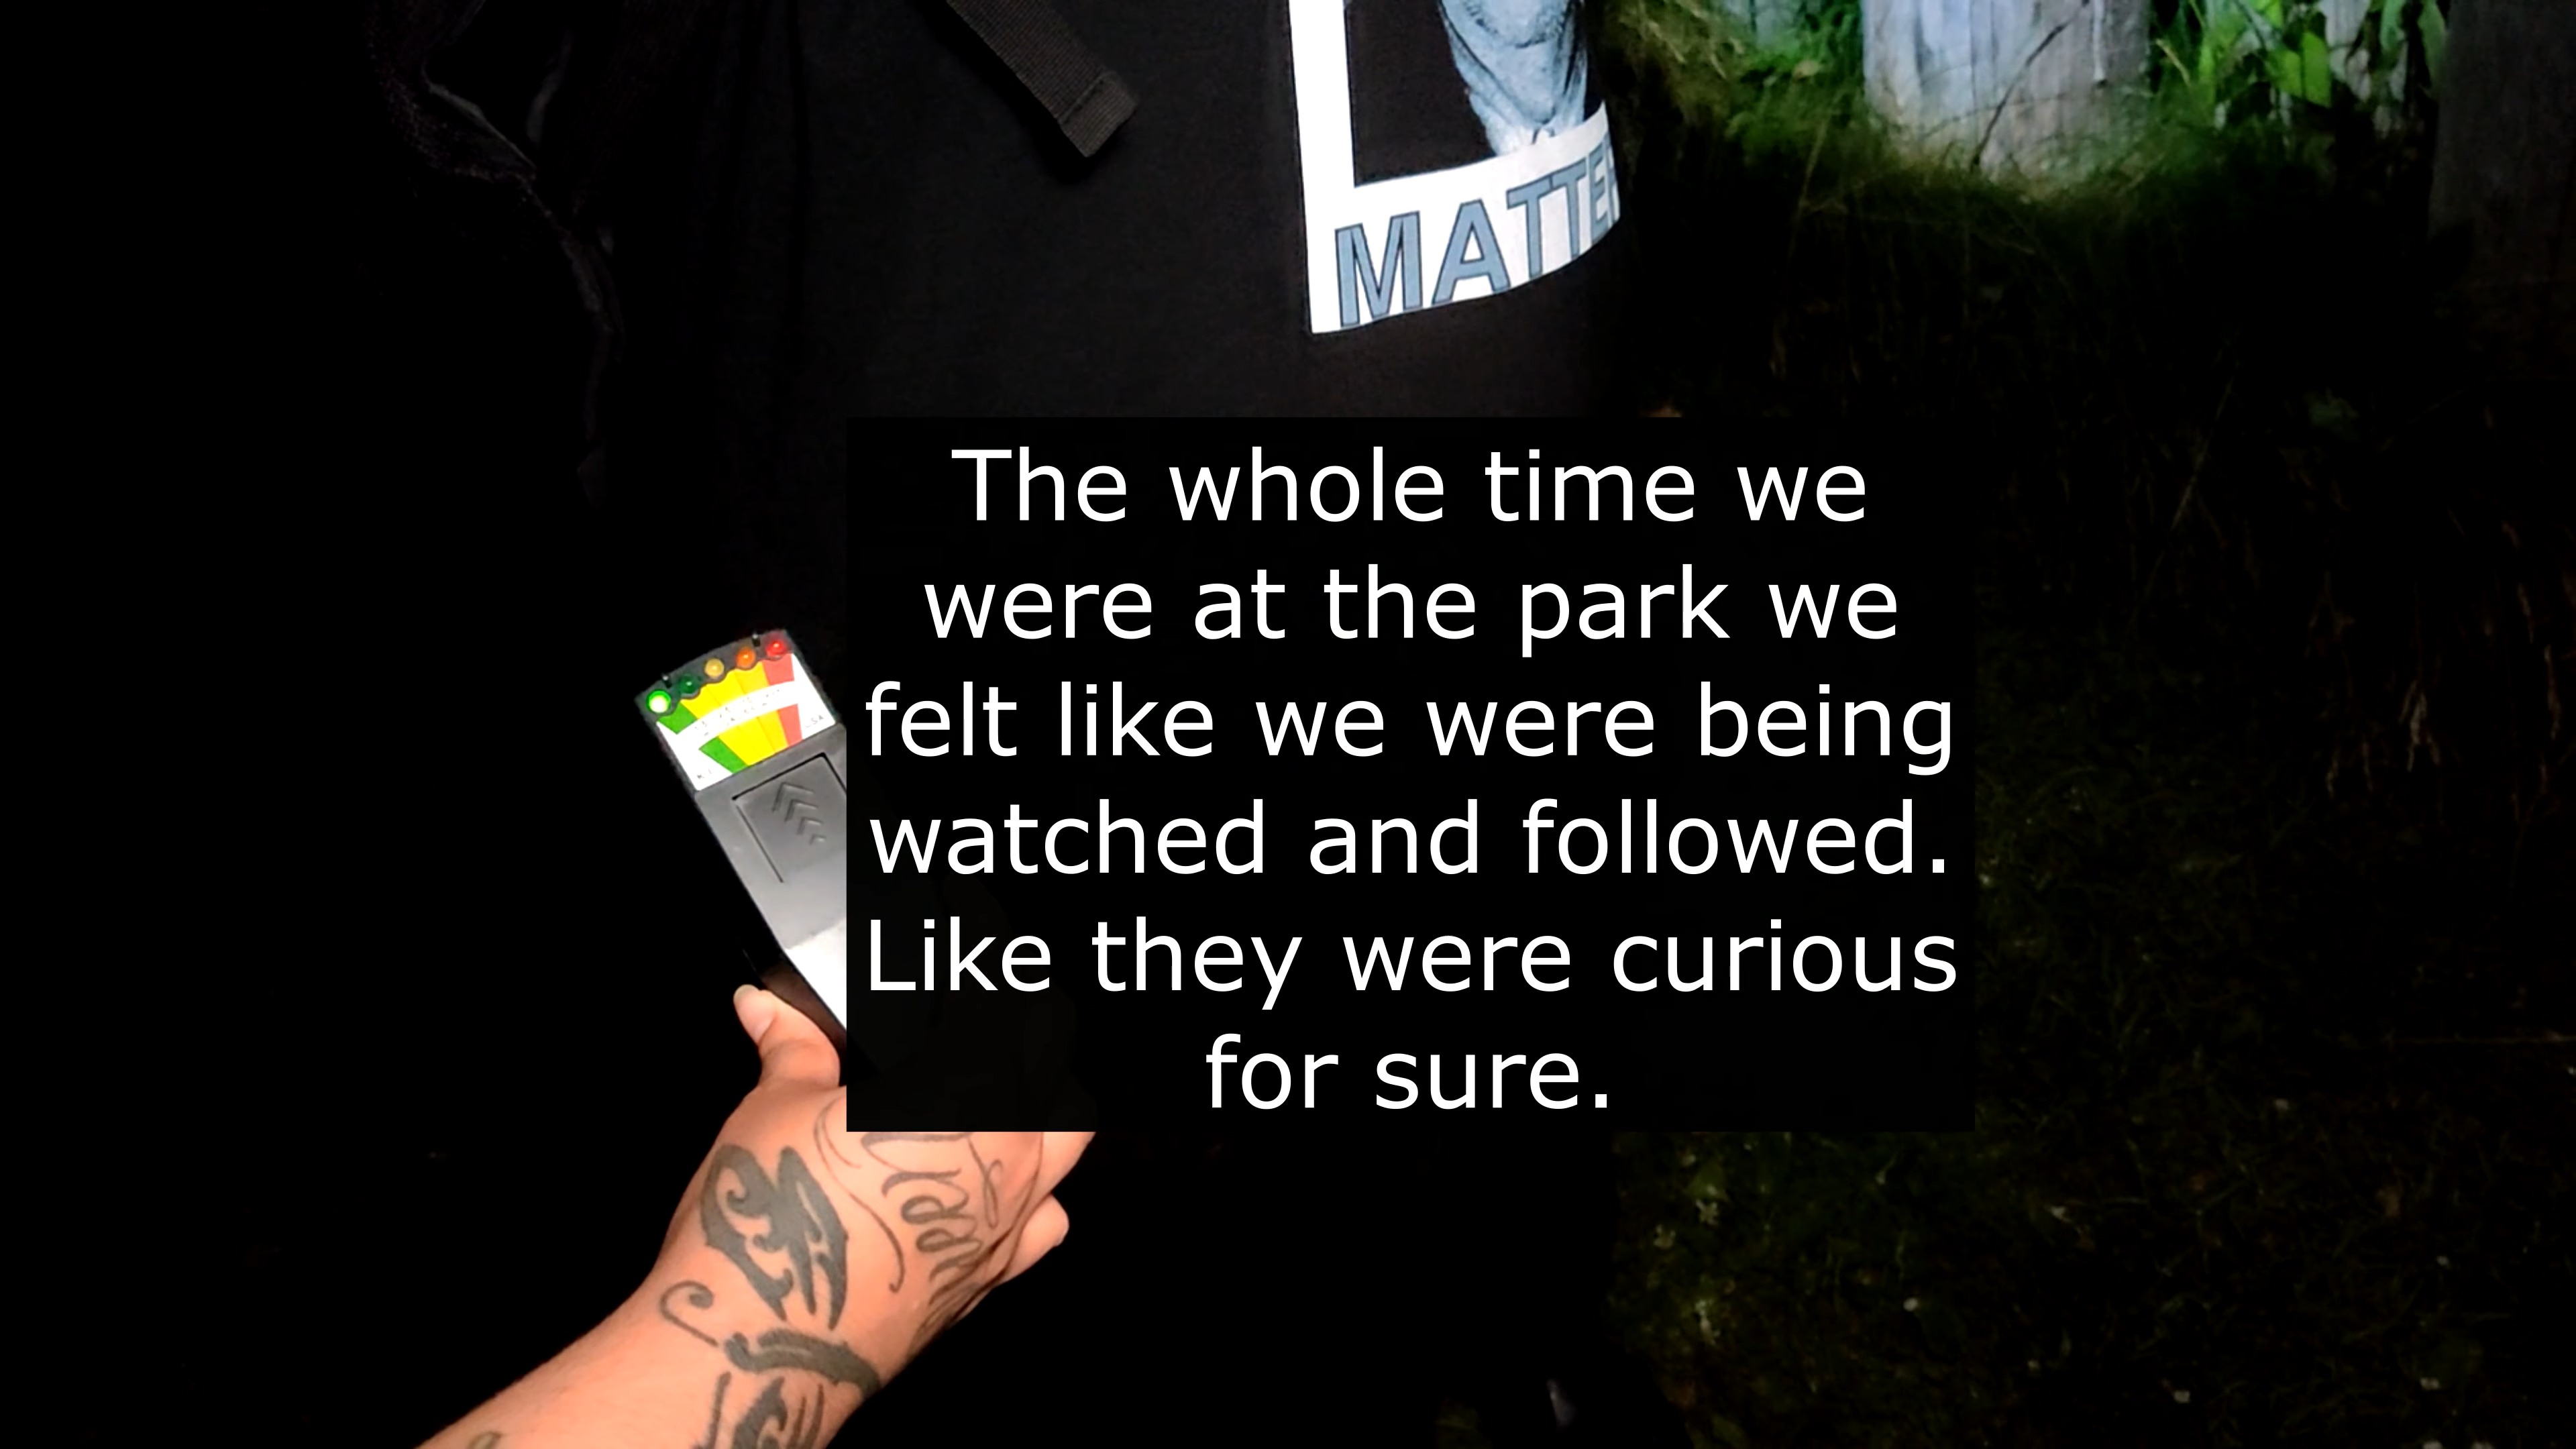 MATTE
The whole time we
were at the park we
felt like we were being
watched and followed.
Like they were curious
for sure.